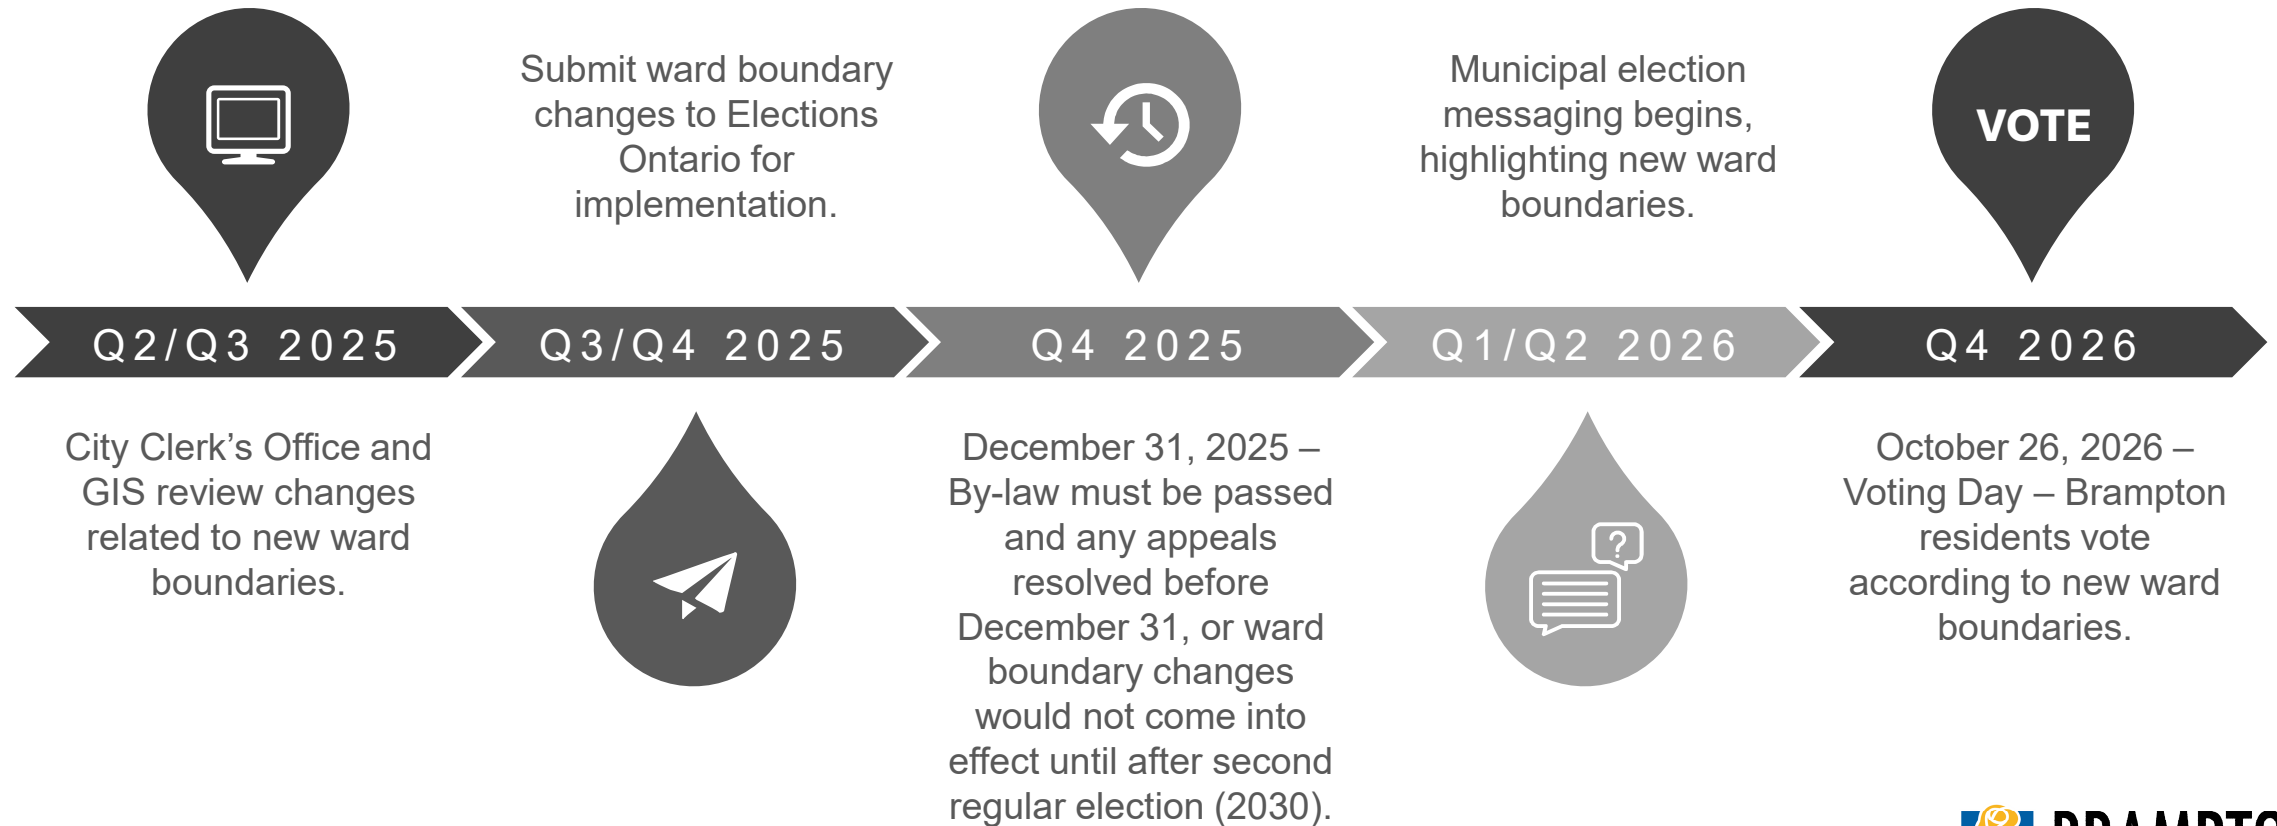 Submit ward boundary
changes to Elections
Ontario for
implementation.
Municipal election
messaging begins,
highlighting new ward
boundaries.
VOTE
Q2/Q3 2025
Q3/Q4 2025
Q4 2025
Q1/Q2 2026
Q4 2026
City Clerk’s Office and
GIS review changes
related to new ward
boundaries.
December 31, 2025 –
By-law must be passed
and any appeals
resolved before
December 31, or ward
boundary changes
would not come into
effect until after second
regular election (2030).
?
October 26, 2026 –
Voting Day – Brampton
residents vote
according to new ward
boundaries.